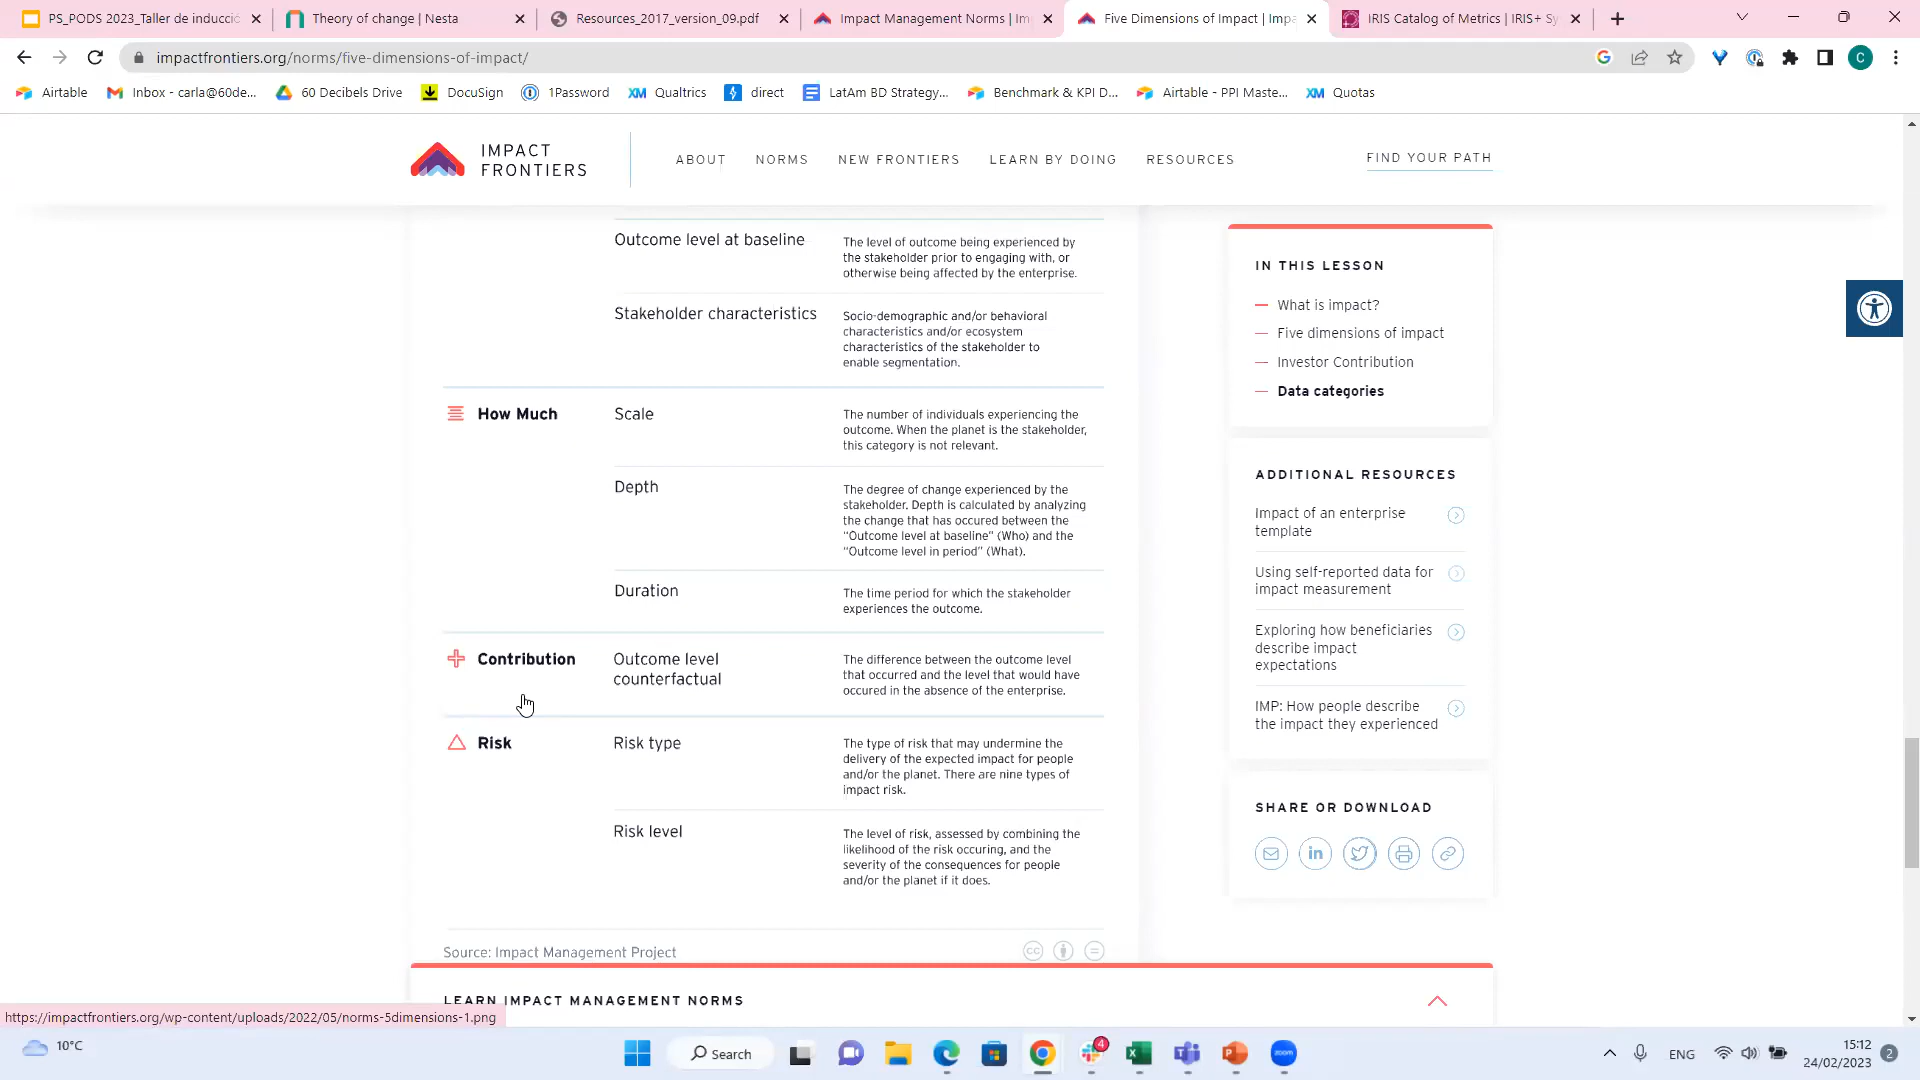 PS_PODS 2023_Taller de inducció
Theory of change | Nesta
Resources_2017_version_09.pdf
Impact Management Norms | Im
Five Dimensions of Impact | Impa
IRIS Catalog of Metrics | IRIS+ Sy
impactfrontiers.org/norms/five-dimensions-of-impact/
C
Airtable
Inbox - carla@60de...
60 Decibels Drive
DocuSign
1Password
XM Qualtrics
direct
LatAm BD Strategy...
Benchmark & KPI D...
Airtable - PPI Maste...
XM Quotas
IMPACT
FRONTIERS
ABOUT
NORMS
NEW FRONTIERS
LEARN BY DOING
RESOURCES
FIND YOUR PATH
Outcome level at baseline
The level of outcome being experienced by
the stakeholder prior to engaging with, or
otherwise being affected by the enterprise.
Stakeholder characteristics
Socio-demographic and/or behavioral
characteristics and/or ecosystem
characteristics of the stakeholder to
enable segmentation.
How Much
Scale
The number of individuals experiencing the
outcome. When the planet is the stakeholder,
this category is not relevant.
Depth
The degree of change experienced by the
stakeholder. Depth is calculated by analyzing
the change that has occured between the
“Outcome level at baseline” (Who) and the
“Outcome level in period” (What).
Duration
The time period for which the stakeholder
experiences the outcome.
Contribution
Outcome level
counterfactual
The difference between the outcome level
that occurred and the level that would have
occured in the absence of the enterprise.
Risk
Risk type
The type of risk that may undermine the
delivery of the expected impact for people
and/or the planet. There are nine types of
impact risk.
Risk level
The level of risk, assessed by combining the
likelihood of the risk occuring, and the
severity of the consequences for people
and/or the planet if it does.
Source: Impact Management Project
LEARN IMPACT MANAGEMENT NORMS
IN THIS LESSON
What is impact?
Five dimensions of impact
Investor Contribution
Data categories
ADDITIONAL RESOURCES
Impact of an enterprise
template
Using self-reported data for
impact measurement
Exploring how beneficiaries
describe impact
expectations
IMP: How people describe
the impact they experienced
SHARE OR DOWNLOAD
https://impactfrontiers.org/wp-content/uploads/2022/05/norms-5dimensions-1.png
10°C
Search
4
zoom
ENG
15:12
24/02/2023
2